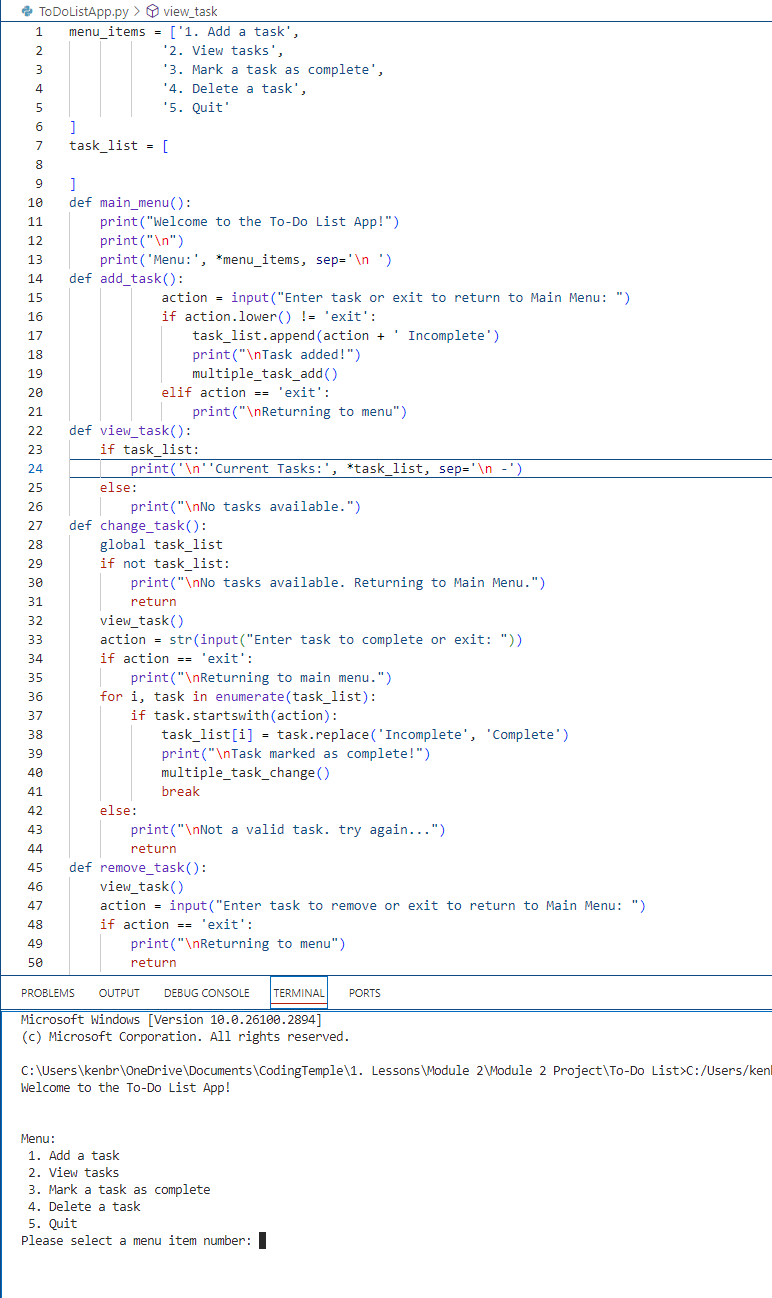 ToDoListApp.py > view_task
1 menu_items = ['1. Add a task',
2             '2. View tasks',
3             '3. Mark a task as complete',
4             '4. Delete a task',
5             '5. Quit'
6 ]
7 task_list = [
8
9 ]
10 def main_menu():
11     print("Welcome to the To-Do List App!")
12     print("\n")
13     print('Menu:', *menu_items, sep='\n ')
14 def add_task():
15             action = input("Enter task or exit to return to Main Menu: ")
16             if action.lower() != 'exit':
17                 task_list.append(action + ' Incomplete')
18                 print("\nTask added!")
19                 multiple_task_add()
20             elif action == 'exit':
21                 print("\nReturning to menu")
22 def view_task():
23     if task_list:
24         print('\n''Current Tasks:', *task_list, sep='\n -')
25     else:
26         print("\nNo tasks available.")
27 def change_task():
28     global task_list
29     if not task_list:
30         print("\nNo tasks available. Returning to Main Menu.")
31         return
32     view_task()
33     action = str(input("Enter task to complete or exit: "))
34     if action == 'exit':
35         print("\nReturning to main menu.")
36     for i, task in enumerate(task_list):
37         if task.startswith(action):
38             task_list[i] = task.replace('Incomplete', 'Complete')
39             print("\nTask marked as complete!")
40             multiple_task_change()
41             break
42     else:
43         print("\nNot a valid task. try again...")
44         return
45 def remove_task():
46     view_task()
47     action = input("Enter task to remove or exit to return to Main Menu: ")
48     if action == 'exit':
49         print("\nReturning to menu")
50         return
PROBLEMS OUTPUT DEBUG CONSOLE TERMINAL PORTS
Microsoft Windows [Version 10.0.26100.2894]
(c) Microsoft Corporation. All rights reserved.
C:\Users\kenbr\OneDrive\Documents\CodingTemple\1. Lessons\Module 2\Module 2 Project\To-Do List>C:/Users/kenb
Welcome to the To-Do List App!
Menu:
 1. Add a task
 2. View tasks
 3. Mark a task as complete
 4. Delete a task
 5. Quit
Please select a menu item number: